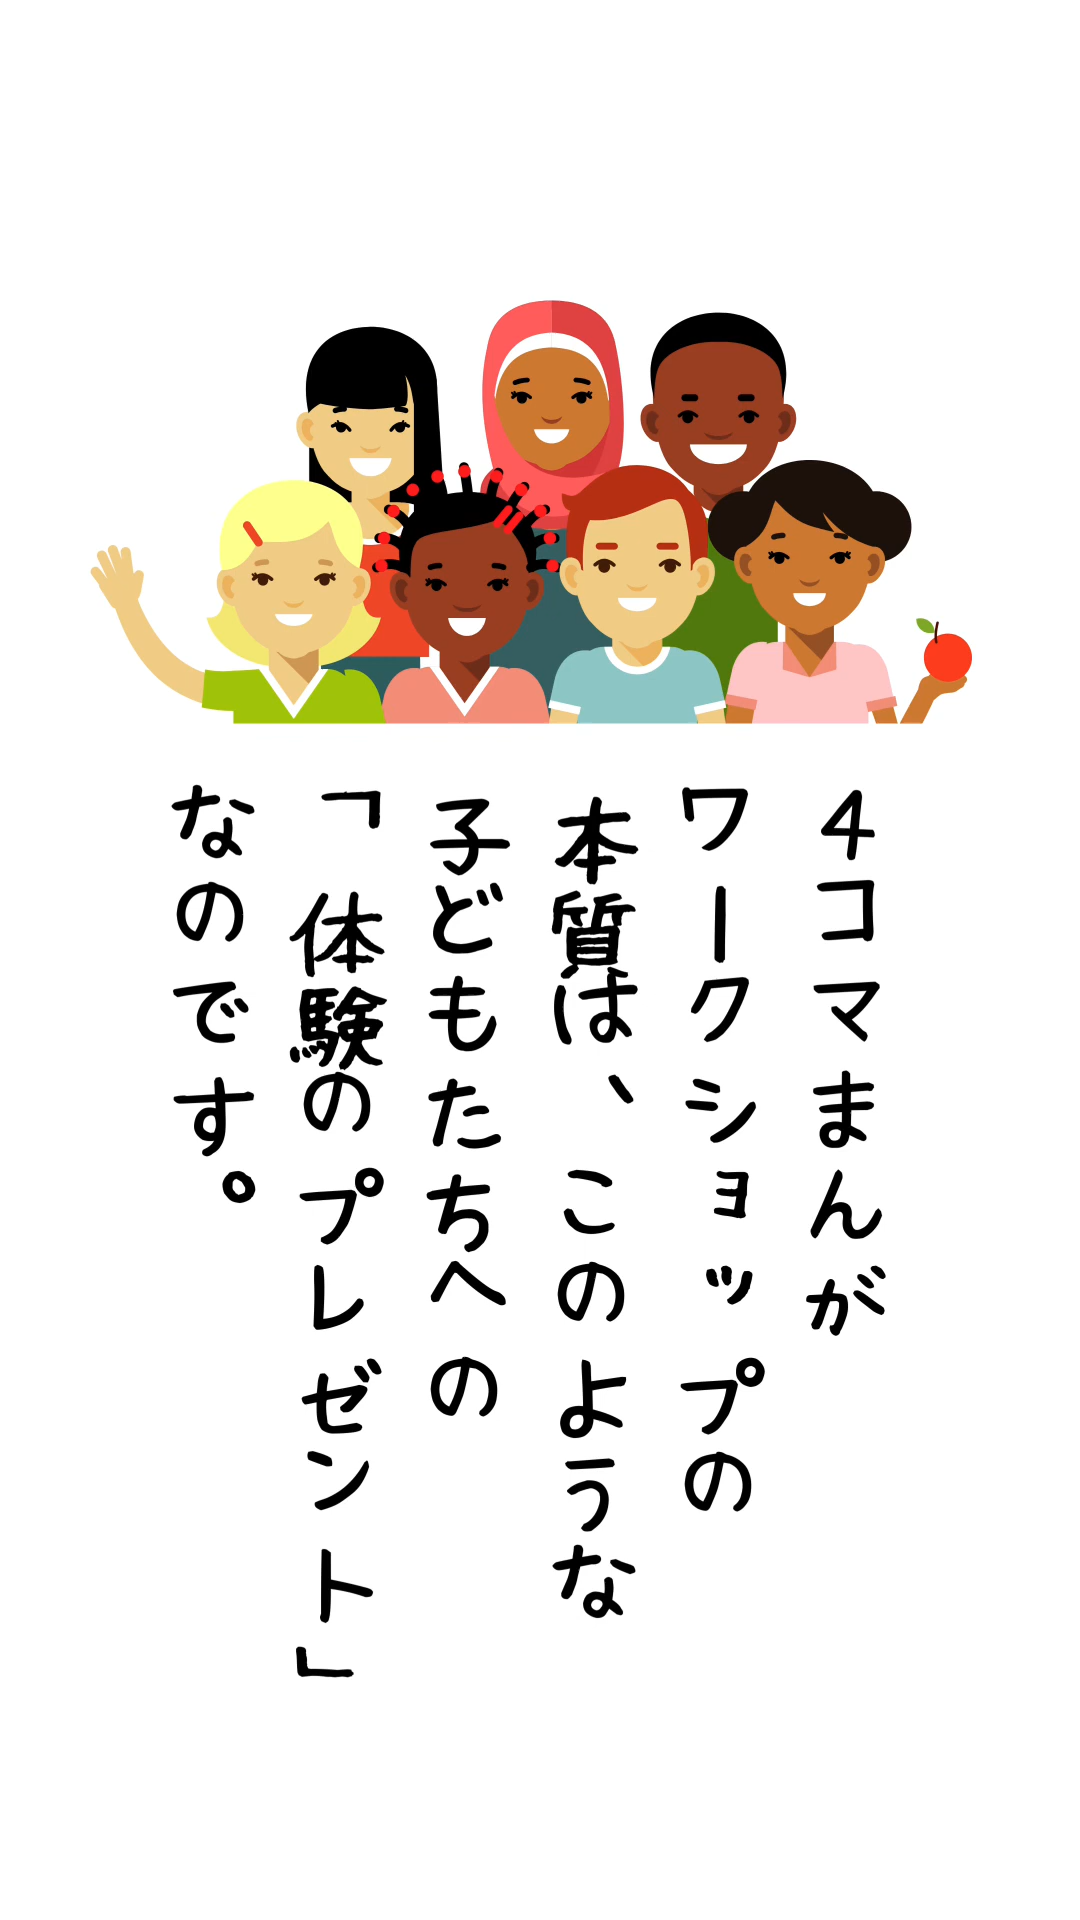 4コマまんが
ワークショップの
本質は、このような
子どもたちへの
「体験のプレゼント」
なのです。